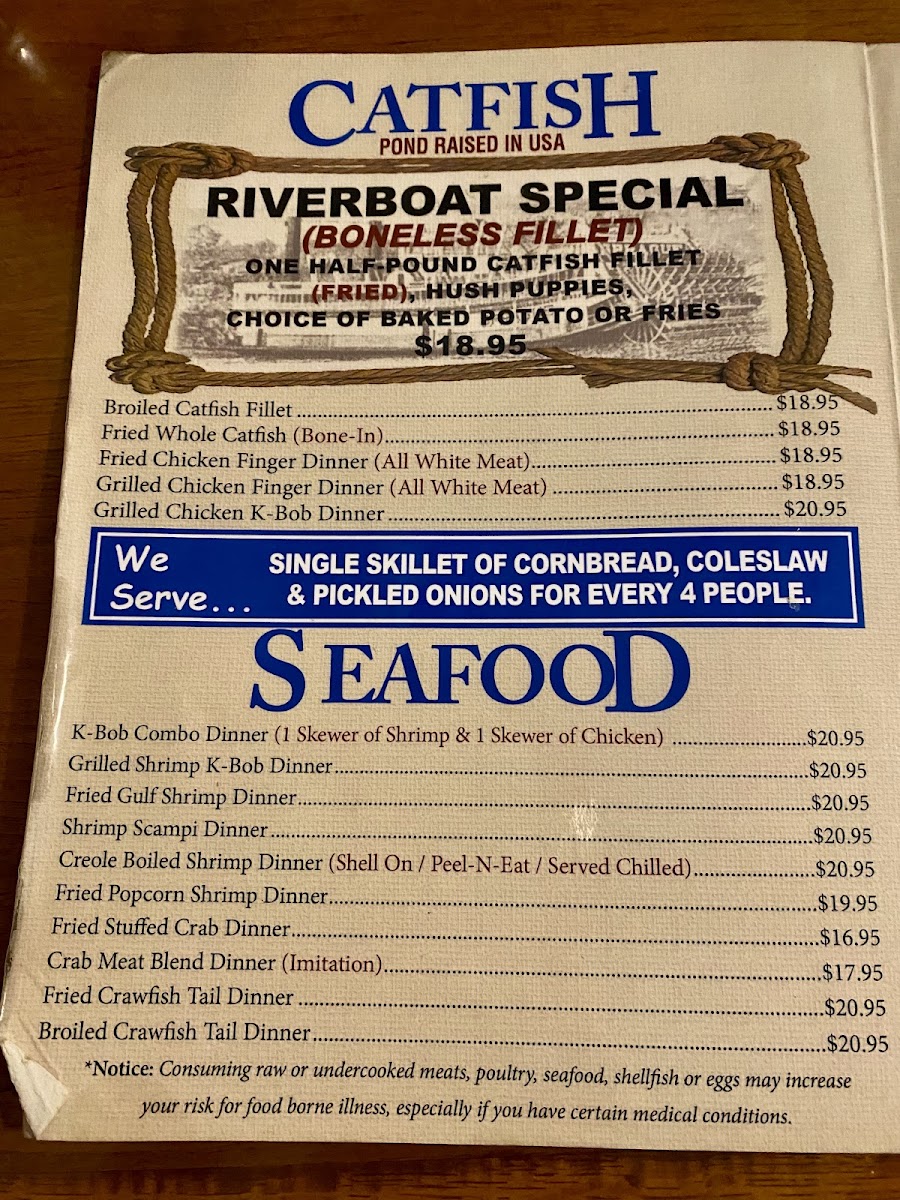 CATFISH
POND RAISED IN USA
RIVERBOAT SPECIAL
(BONELESS FILLET)
ONE HALF-POUND CATFISH FILLET
(FRIED), HUSH PUPPIES,
CHOICE OF BAKED POTATO OR FRIES
$18.95
Broiled Catfish Fillet $18.95
Fried Whole Catfish (Bone-In) $18.95
Fried Chicken Finger Dinner (All White Meat) $18.95
Grilled Chicken Finger Dinner (All White Meat) $18.95
Grilled Chicken K-Bob Dinner $20.95
We Serve...
SINGLE SKILLET OF CORNBREAD, COLESLAW
& PICKLED ONIONS FOR EVERY 4 PEOPLE.
SEAFOOD
K-Bob Combo Dinner (1 Skewer of Shrimp & 1 Skewer of Chicken) $20.95
Grilled Shrimp K-Bob Dinner $20.95
Fried Gulf Shrimp Dinner $20.95
Shrimp Scampi Dinner $20.95
Creole Boiled Shrimp Dinner (Shell On / Peel-N-Eat / Served Chilled) $20.95
Fried Popcorn Shrimp Dinner $19.95
Fried Stuffed Crab Dinner $16.95
Crab Meat Blend Dinner (Imitation) $17.95
Fried Crawfish Tail Dinner $20.95
Broiled Crawfish Tail Dinner $20.95
*Notice: Consuming raw or undercooked meats, poultry, seafood, shellfish or eggs may increase
your risk for food borne illness, especially if you have certain medical conditions.